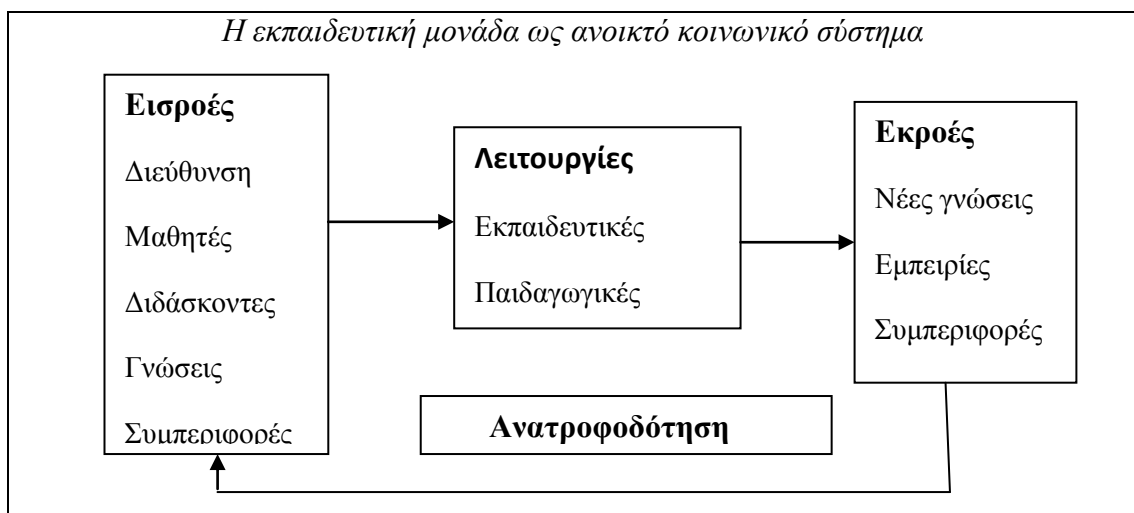 Η εκπαιδευτική μονάδα ως ανοικτό κοινωνικό σύστημα
Εισροές
Διεύθυνση
Μαθητές
Διδάσκοντες
Γνώσεις
Συμπεριφορές
Λειτουργίες
Εκπαιδευτικές
Παιδαγωγικές
Εκροές
Νέες γνώσεις
Εμπειρίες
Συμπεριφορές
Ανατροφοδότηση